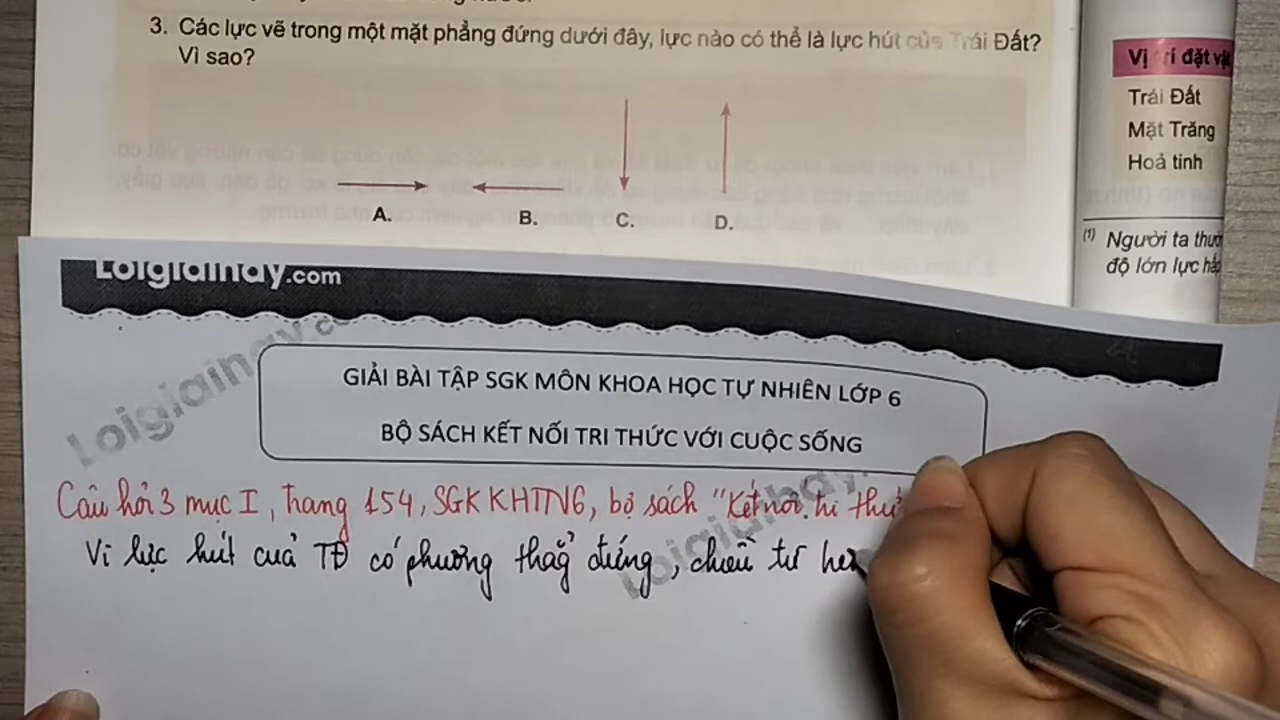 3. Các lực vẽ trong một mặt phẳng đứng dưới đây, lực nào có thể là lực hút của Trái Đất?
Vì sao?
A.
B.
C.
D.
Vị trí đặt vật
Trái Đất
Mặt Trăng
Hoả tinh
(1) Người ta thườ
độ lớn lực hấp
Loigiaihay.com
GIẢI BÀI TẬP SGK MÔN KHOA HỌC TỰ NHIÊN LỚP 6
BỘ SÁCH KẾT NỐI TRI THỨC VỚI CUỘC SỐNG
Câu hỏi 3 mục I, trang 154, SGK KHTN6, bộ sách "Kết nối tri thứ
Vì lực hút của TĐ có phương thẳg đứng, chiều từ